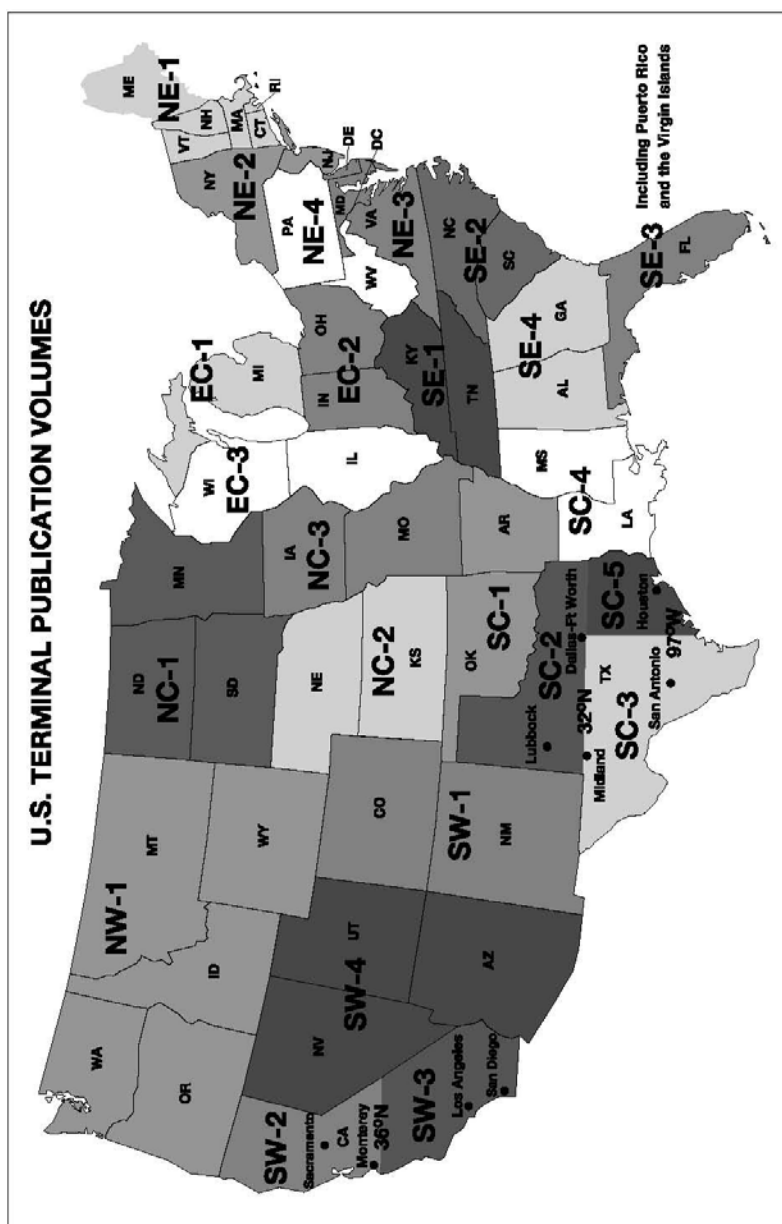 U.S. TERMINAL PUBLICATION VOLUMES
WA
OR
ID
MT
WY
NW-1
ND
SD
MN
NC-1
NE
KS
NC-2
IA
MO
NC-3
WI
IL
EC-3
MI
EC-1
IN
OH
EC-2
ME
VT
NH
MA
CT
RI
NE-1
NY
NE-2
NJ
DE
DC
MD
VA
NE-3
PA
WV
NE-4
KY
TN
SE-1
NC
SC
SE-2
AL
GA
SE-4
FL
SE-3
Including Puerto Rico
and the Virgin Islands
MS
LA
SC-4
AR
OK
SC-1
SC-2
Lubbock
Dallas-Ft Worth
32ºN
Midland
TX
SC-3
San Antonio
97ºW
SC-5
Houston
CO
NM
SW-1
NV
UT
AZ
SW-4
SW-2
Sacramento
CA
Monterey
36ºN
SW-3
Los Angeles
San Diego